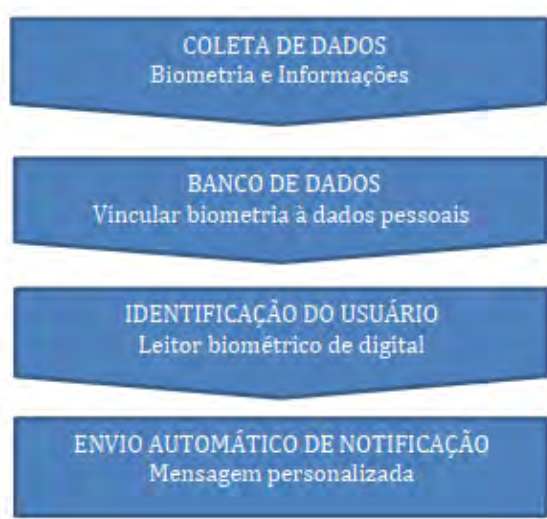 COLETA DE DADOS
Biometria e Informações
BANCO DE DADOS
Vincular biometria à dados pessoais
IDENTIFICAÇÃO DO USUÁRIO
Leitor biométrico de digital
ENVIO AUTOMÁTICO DE NOTIFICAÇÃO
Mensagem personalizada